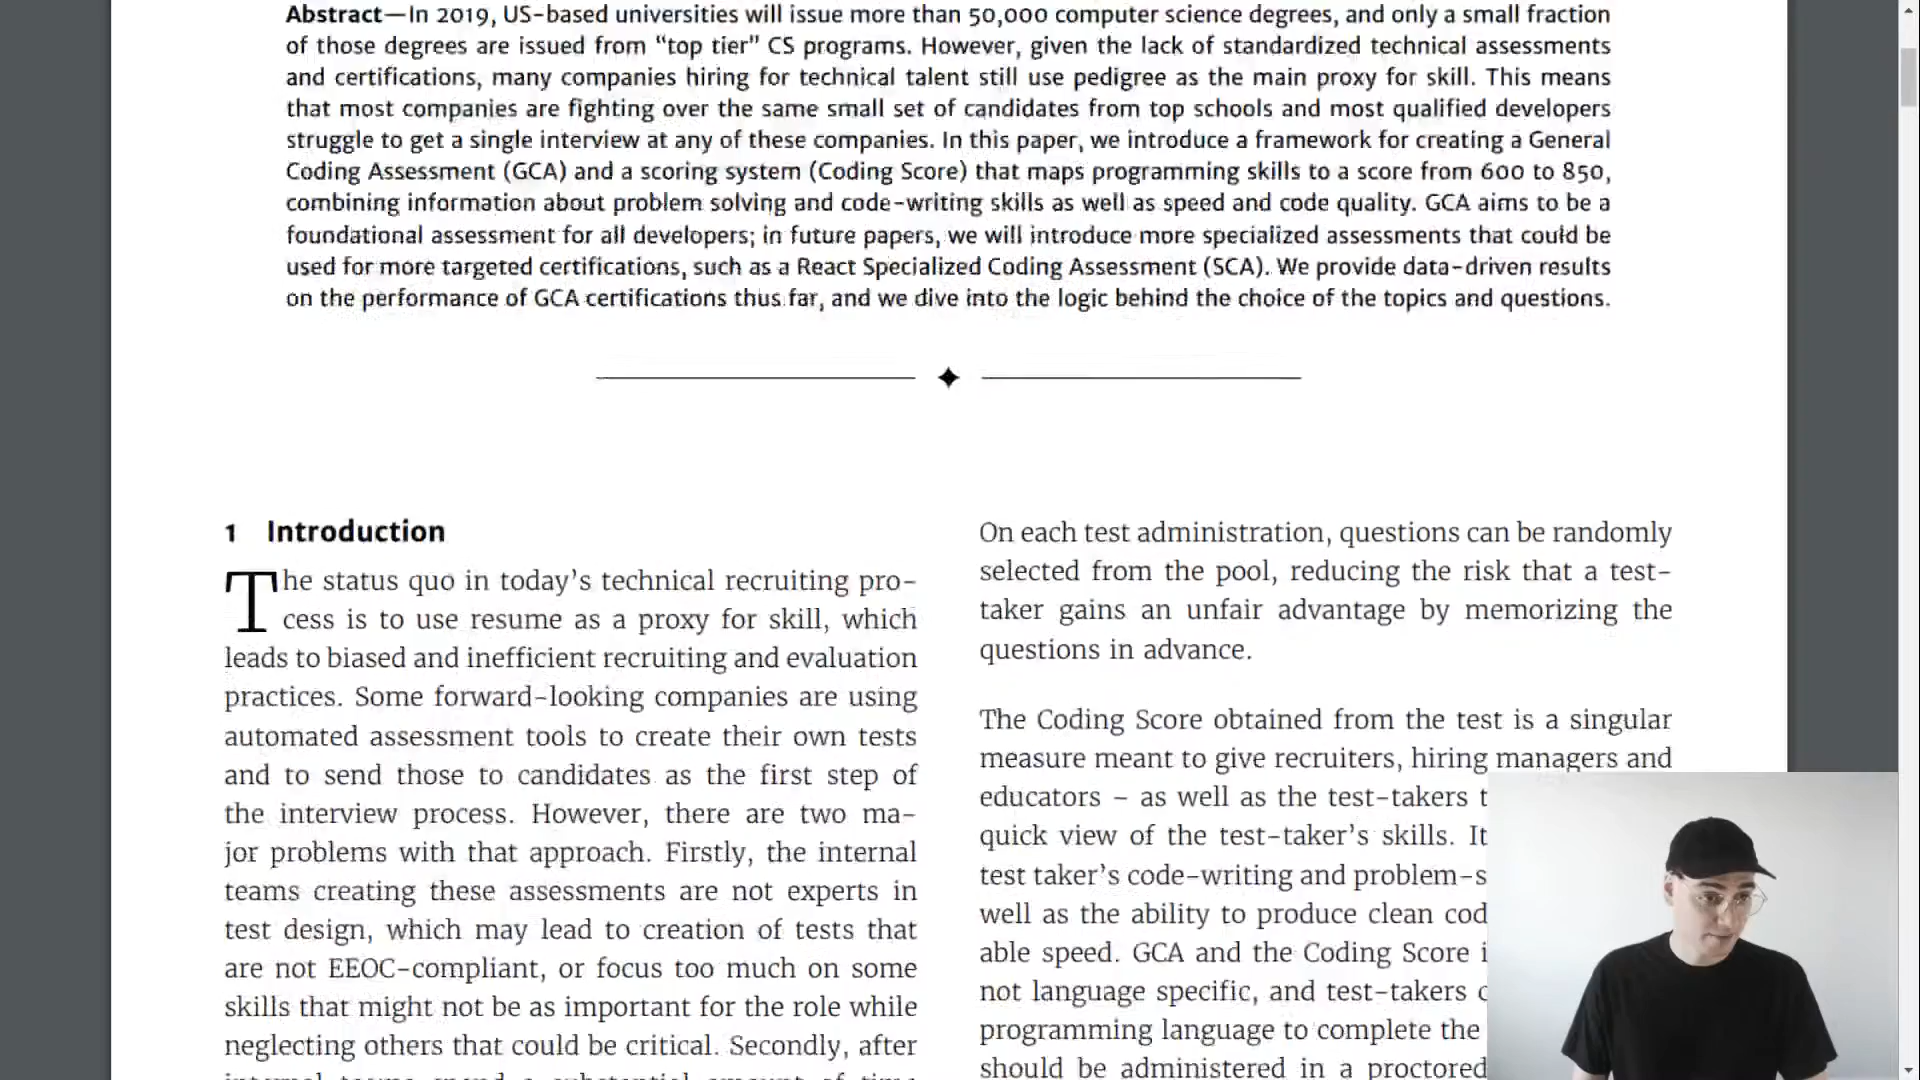 Abstract—In 2019, US-based universities will issue more than 50,000 computer science degrees, and only a small fraction
of those degrees are issued from “top tier” CS programs. However, given the lack of standardized technical assessments
and certifications, many companies hiring for technical talent still use pedigree as the main proxy for skill. This means
that most companies are fighting over the same small set of candidates from top schools and most qualified developers
struggle to get a single interview at any of these companies. In this paper, we introduce a framework for creating a General
Coding Assessment (GCA) and a scoring system (Coding Score) that maps programming skills to a score from 600 to 850,
combining information about problem solving and code-writing skills as well as speed and code quality. GCA aims to be a
foundational assessment for all developers; in future papers, we will introduce more specialized assessments that could be
used for more targeted certifications, such as a React Specialized Coding Assessment (SCA). We provide data-driven results
on the performance of GCA certifications thus far, and we dive into the logic behind the choice of the topics and questions.
1 Introduction
The status quo in today’s technical recruiting pro-
cess is to use resume as a proxy for skill, which
leads to biased and inefficient recruiting and evaluation
practices. Some forward-looking companies are using
automated assessment tools to create their own tests
and to send those to candidates as the first step of
the interview process. However, there are two ma-
jor problems with that approach. Firstly, the internal
teams creating these assessments are not experts in
test design, which may lead to creation of tests that
are not EEOC-compliant, or focus too much on some
skills that might not be as important for the role while
neglecting others that could be critical. Secondly, after
On each test administration, questions can be randomly
selected from the pool, reducing the risk that a test-
taker gains an unfair advantage by memorizing the
questions in advance.
The Coding Score obtained from the test is a singular
measure meant to give recruiters, hiring managers and
educators – as well as the test-takers
quick view of the test-taker’s skills. It
test taker’s code-writing and problem-s
well as the ability to produce clean cod
able speed. GCA and the Coding Score
not language specific, and test-takers
programming language to complete the
should be administered in a proctored